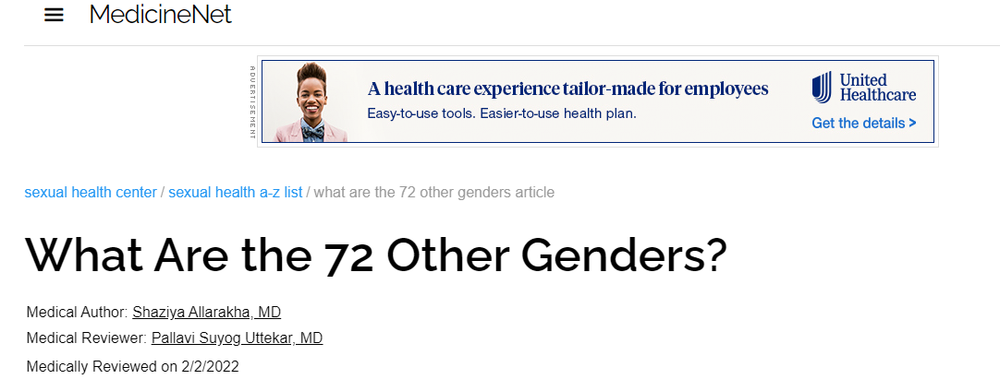 MedicineNet
ADVERTISEMENT
A health care experience tailor-made for employees
Easy-to-use tools. Easier-to-use health plan.
United
Healthcare
Get the details >
sexual health center / sexual health a-z list / what are the 72 other genders article
What Are the 72 Other Genders?
Medical Author: Shaziya Allarakha, MD
Medical Reviewer: Pallavi Suyog Uttekar, MD
Medically Reviewed on 2/2/2022